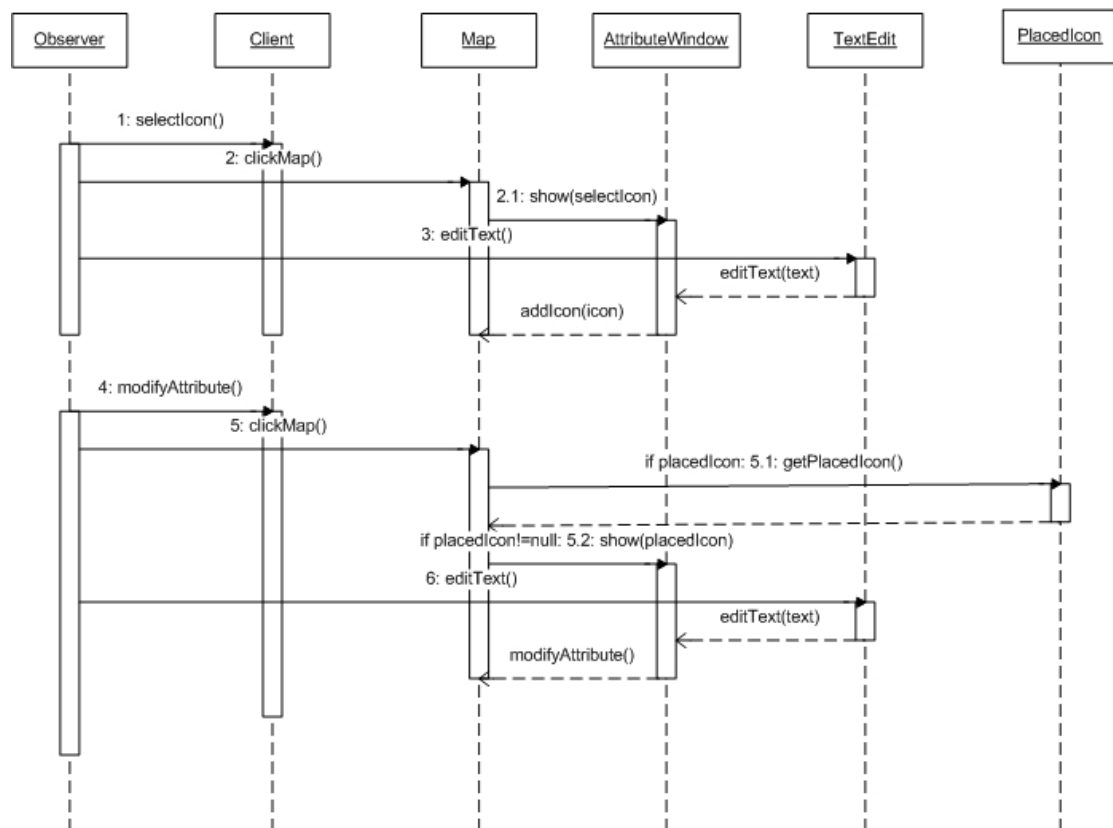 Observer
Client
Map
AttributeWindow
TextEdit
PlacedIcon
1: selectIcon()
2: clickMap()
2.1: show(selectIcon)
3: editText()
editText(text)
addIcon(icon)
4: modifyAttribute()
5: clickMap()
if placedIcon: 5.1: getPlacedIcon()
if placedIcon!=null: 5.2: show(placedIcon)
6: editText()
editText(text)
modifyAttribute()